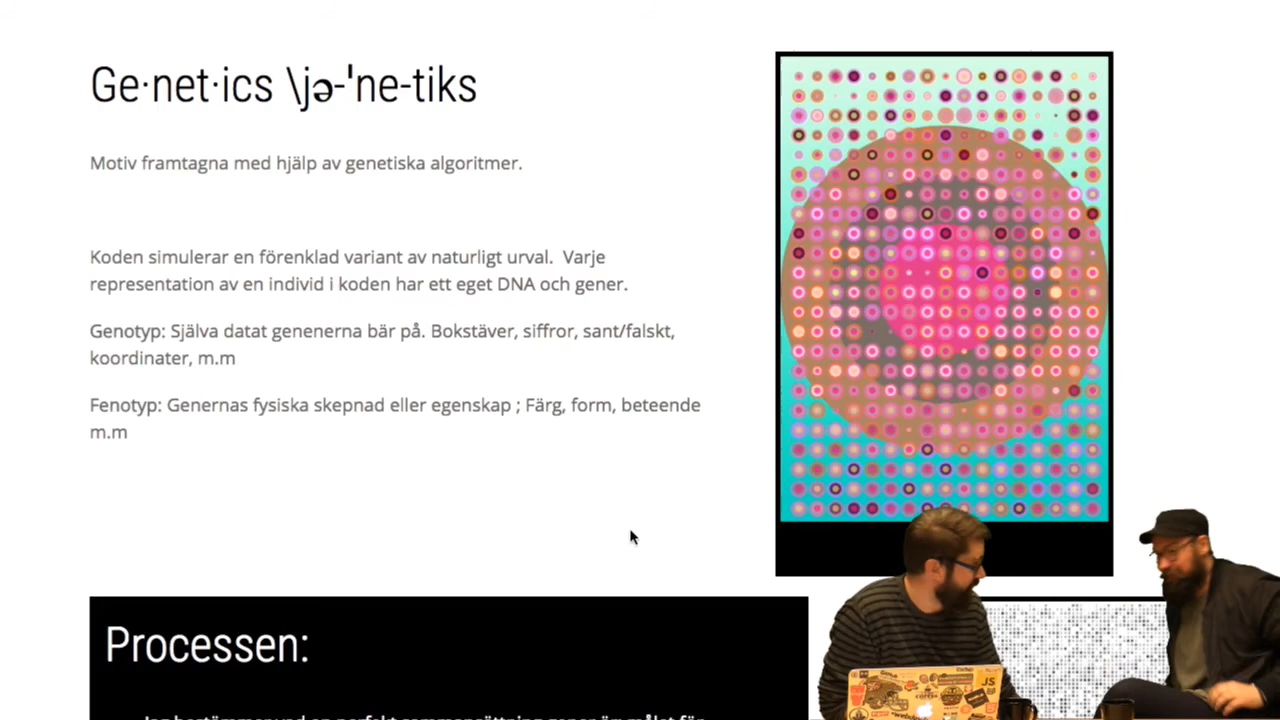 Ge·net·ics \jə-ˈne-tiks
Motiv framtagna med hjälp av genetiska algoritmer.
Koden simulerar en förenklad variant av naturligt urval.  Varje
representation av en individ i koden har ett eget DNA och gener.
Genotyp: Själva datat genenerna bär på. Bokstäver, siffror, sant/falskt,
koordinater, m.m
Fenotyp: Genernas fysiska skepnad eller egenskap ; Färg, form, beteende
m.m
Processen:
JS